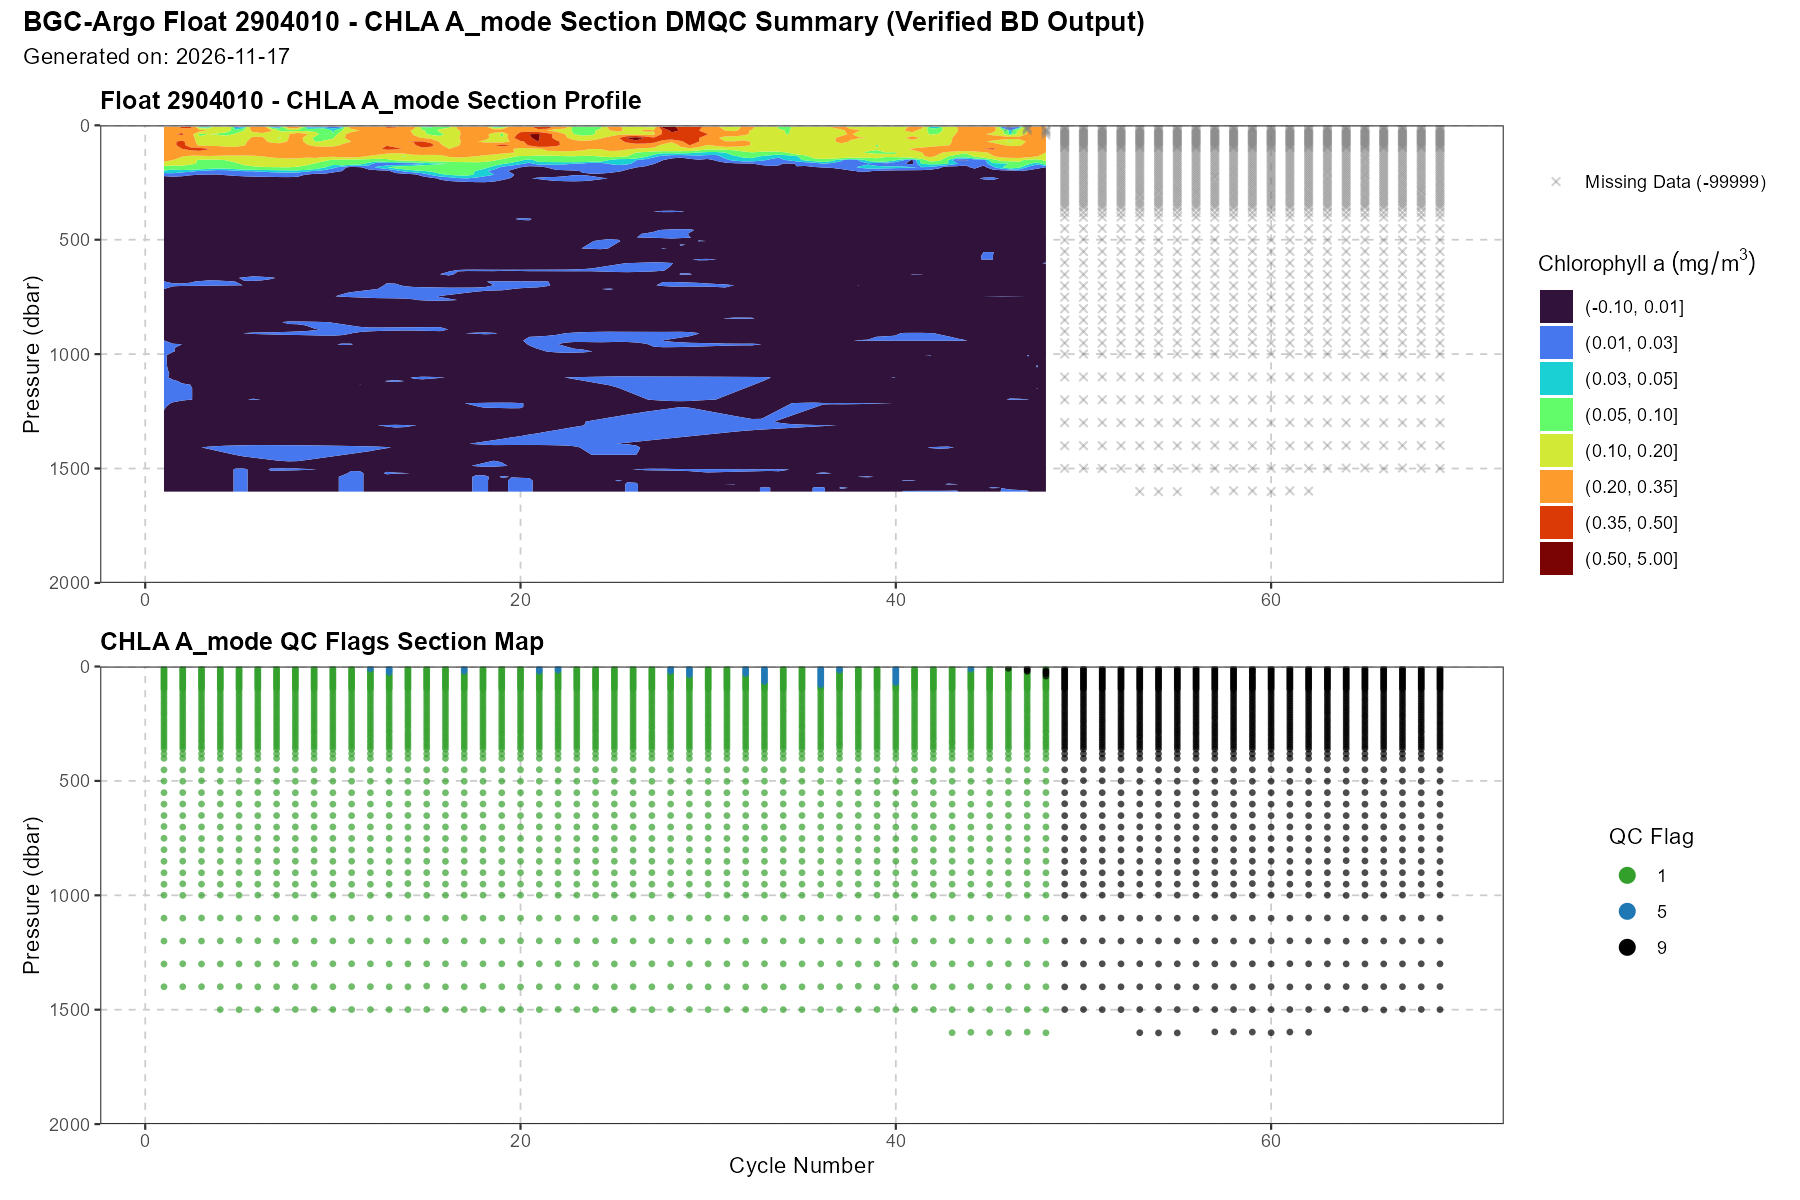 BGC-Argo Float 2904010 - CHLA A_mode Section DMQC Summary (Verified BD Output)
Generated on: 2026-11-17
Float 2904010 - CHLA A_mode Section Profile
0
500
1000
1500
2000
Pressure (dbar)
0
20
40
60
Missing Data (-99999)
Chlorophyll a (mg/m³)
(-0.10, 0.01]
(0.01, 0.03]
(0.03, 0.05]
(0.05, 0.10]
(0.10, 0.20]
(0.20, 0.35]
(0.35, 0.50]
(0.50, 5.00]
CHLA A_mode QC Flags Section Map
0
500
1000
1500
2000
Pressure (dbar)
0
20
40
60
Cycle Number
QC Flag
1
5
9